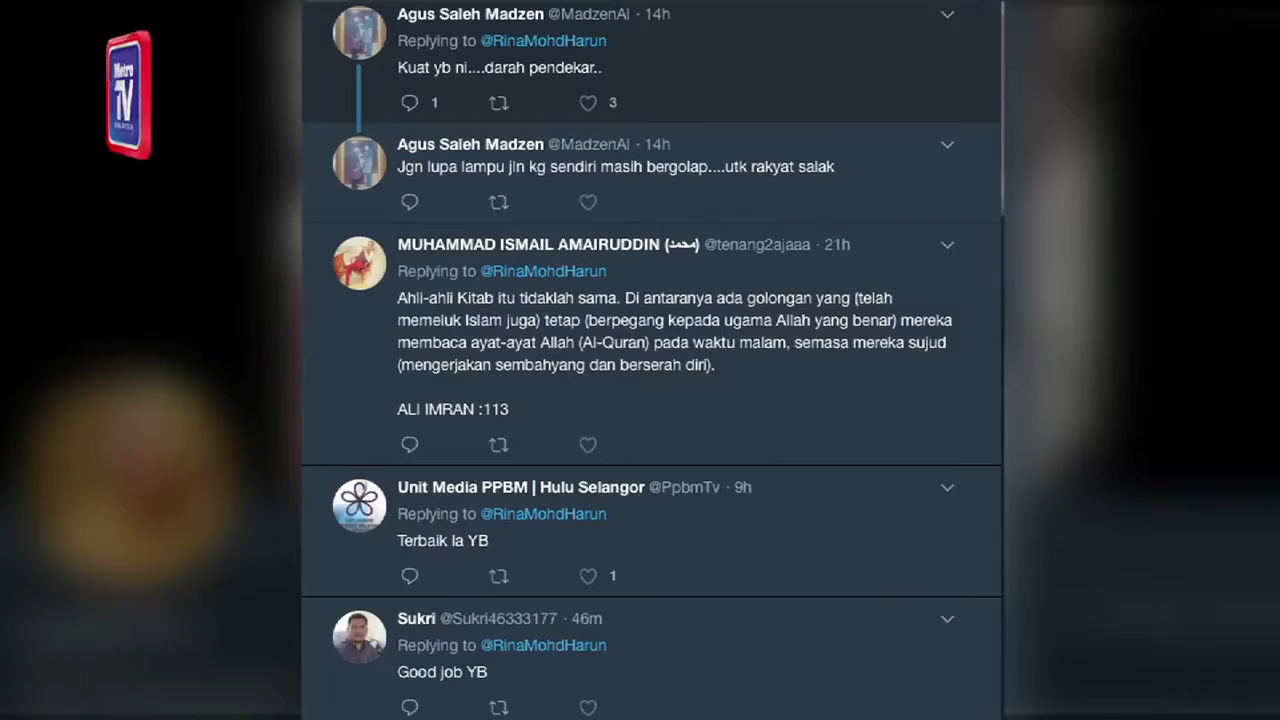 Metro
TV
MALAYSIA
Agus Saleh Madzen @MadzenAl · 14h
Replying to @RinaMohdHarun
Kuat yb ni....darah pendekar..
1 3
Agus Saleh Madzen @MadzenAl · 14h
Jgn lupa lampu jln kg sendiri masih bergolap....utk rakyat salak
MUHAMMAD ISMAIL AMAIRUDDIN (محمد) @tenang2ajaaa · 21h
Replying to @RinaMohdHarun
Ahli-ahli Kitab itu tidaklah sama. Di antaranya ada golongan yang (telah
memeluk Islam juga) tetap (berpegang kepada ugama Allah yang benar) mereka
membaca ayat-ayat Allah (Al-Quran) pada waktu malam, semasa mereka sujud
(mengerjakan sembahyang dan berserah diri).
ALI IMRAN :113
Unit Media PPBM | Hulu Selangor @PpbmTv · 9h
Replying to @RinaMohdHarun
Terbaik la YB
1
Sukri @Sukri46333177 · 46m
Replying to @RinaMohdHarun
Good job YB